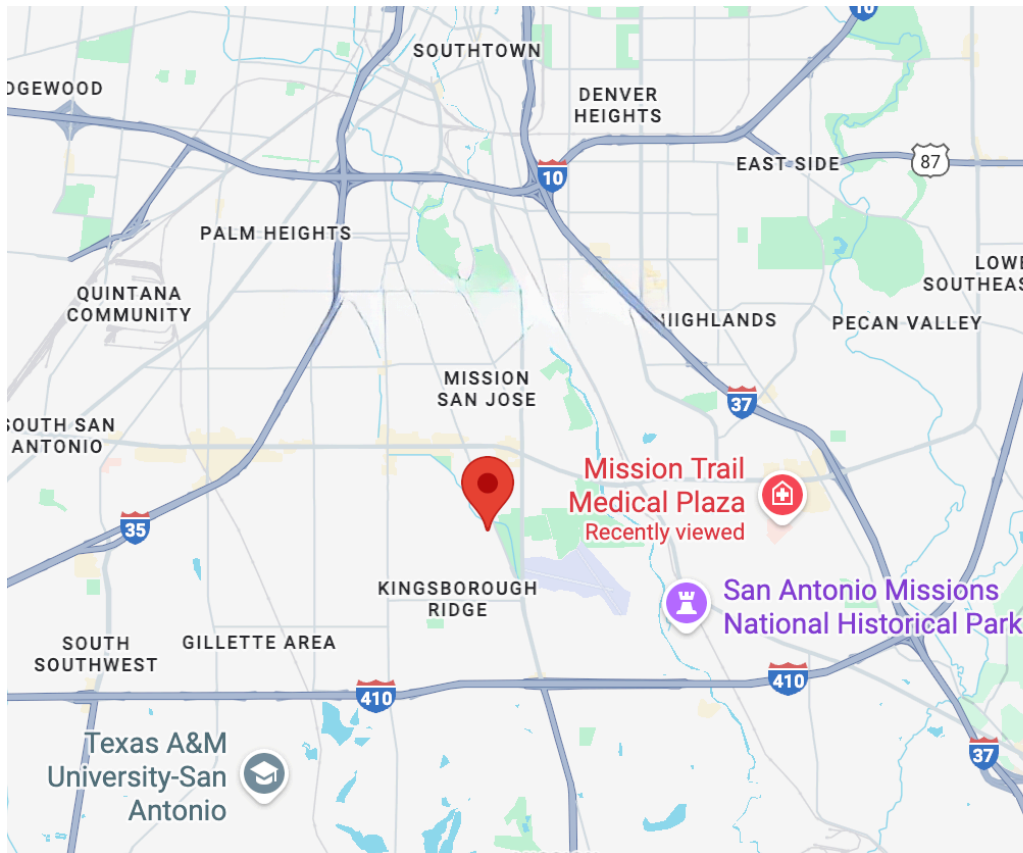 10
SOUTHTOWN
DGEWOOD
DENVER
HEIGHTS
EAST SIDE
87
10
PALM HEIGHTS
LOWE
SOUTHEAS
QUINTANA
COMMUNITY
HIGHLANDS
PECAN VALLEY
MISSION
SAN JOSE
37
SOUTH SAN
ANTONIO
Mission Trail
Medical Plaza
Recently viewed
35
KINGSBOROUGH
RIDGE
San Antonio Missions
National Historical Park
SOUTH
SOUTHWEST
GILLETTE AREA
410
410
Texas A&M
University-San
Antonio
37